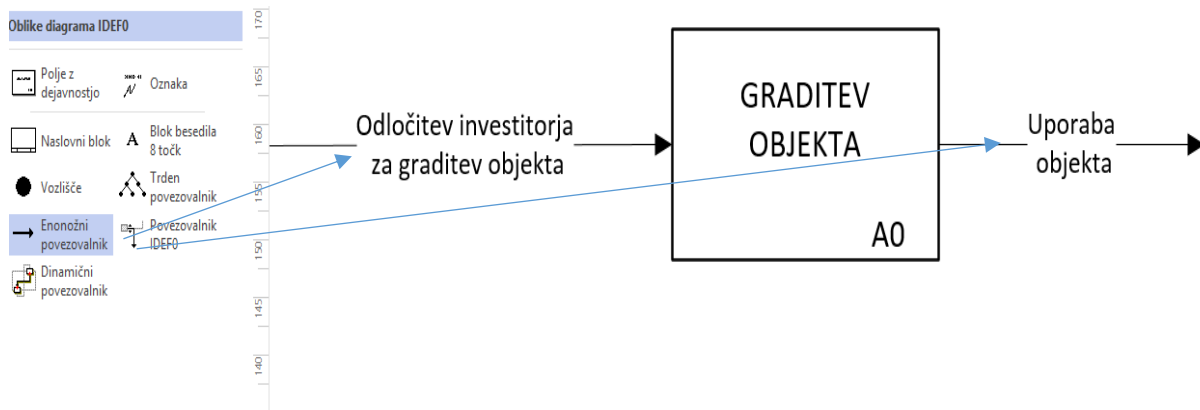 Oblike diagrama IDEF0
Polje z
dejavnostjo
Oznaka
Naslovni blok
A
Blok besedila
8 točk
Vozlišče
Trden
povezovalnik
Enonožni
povezovalnik
Povezovalnik
IDEF0
Dinamični
povezovalnik
170
165
160
155
150
145
140
Odločitev investitorja
za graditev objekta
GRADITEV
OBJEKTA
A0
Uporaba
objekta